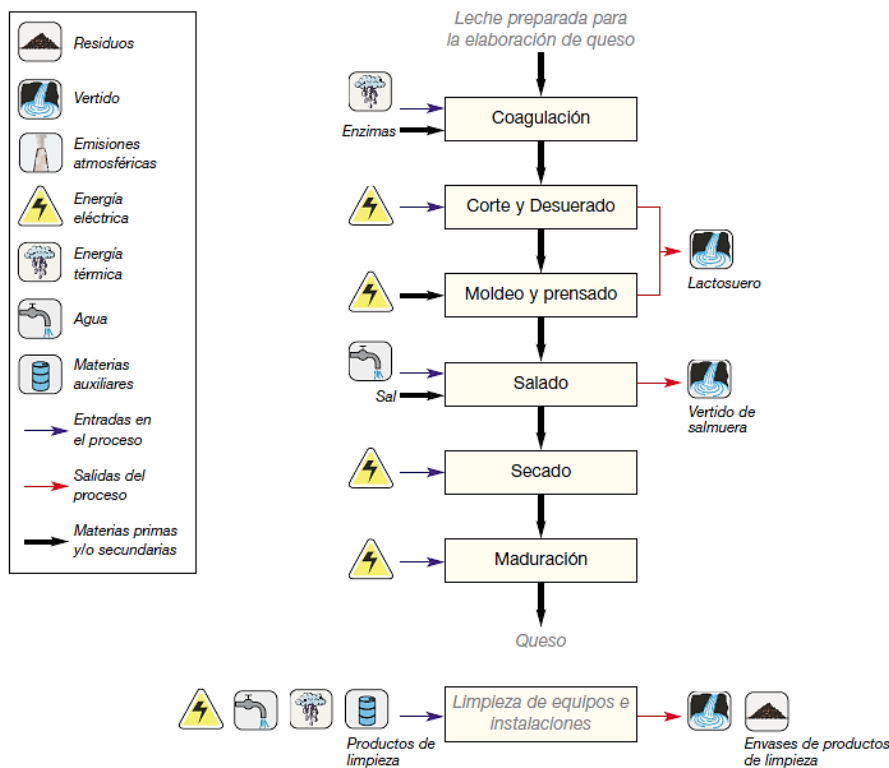 Residuos
Vertido
Emisiones
atmosféricas
Energía
eléctrica
Energía
térmica
Agua
Materias
auxiliares
Entradas en
el proceso
Salidas del
proceso
Materias primas
y/o secundarias
Leche preparada para
la elaboración de queso
Enzimas
Coagulación
Corte y Desuerado
Lactosuero
Moldeo y prensado
Sal
Salado
Vertido de
salmuera
Secado
Maduración
Queso
Productos de
limpieza
Limpieza de equipos e
instalaciones
Envases de productos
de limpieza